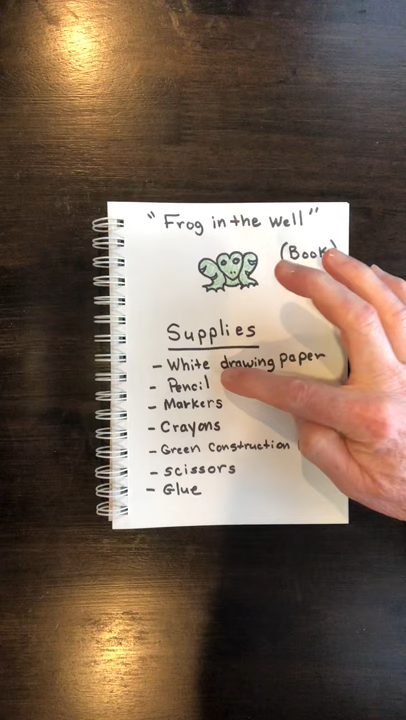 "Frog in the Well"
(Book)
Supplies
- White drawing paper
- Pencil
- Markers
- Crayons
- Green Construction
- scissors
- Glue